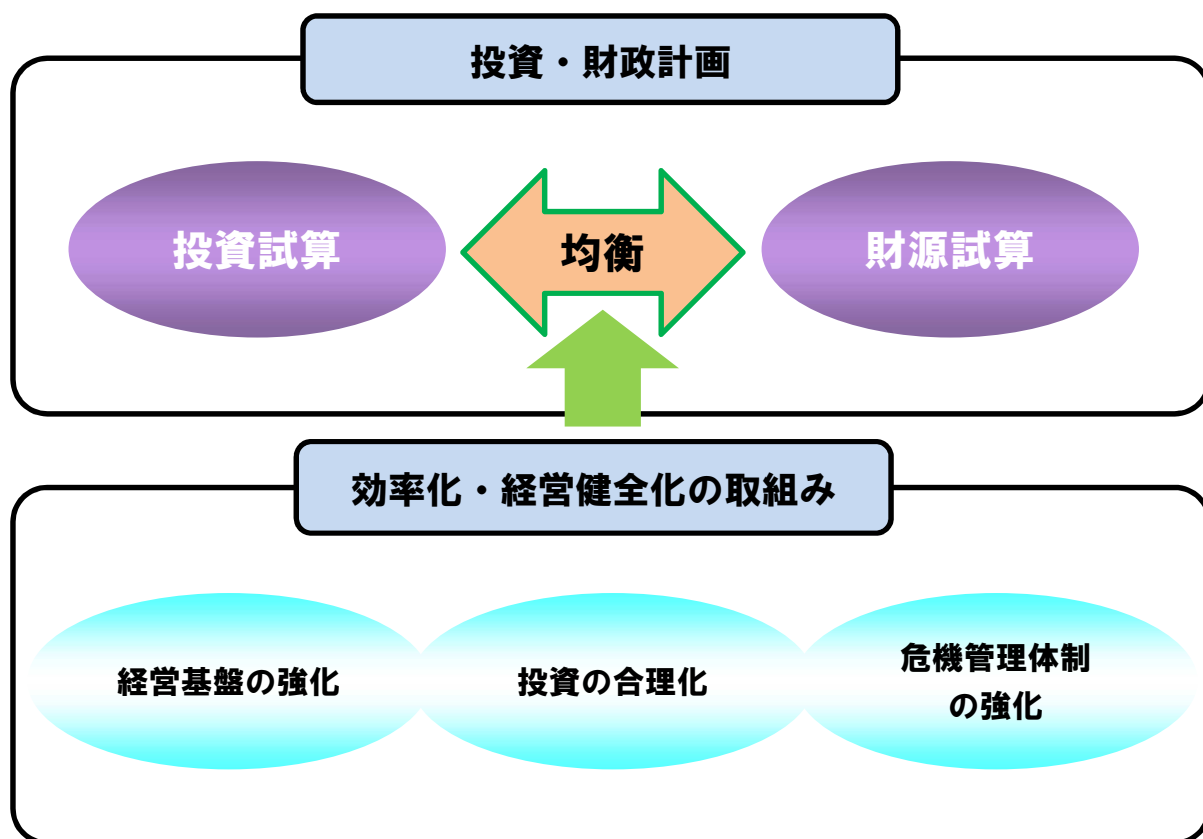 投資・財政計画
投資試算
均衡
財源試算
効率化・経営健全化の取組み
経営基盤の強化
投資の合理化
危機管理体制
の強化